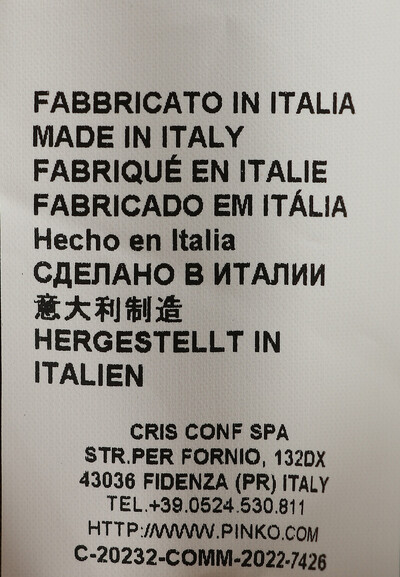 FABBRICATO IN ITALIA
MADE IN ITALY
FABRIQUÉ EN ITALIE
FABRICADO EM ITÁLIA
Hecho en Italia
СДЕЛАНО В ИТАЛИИ
意大利制造
HERGESTELLT IN
ITALIEN
CRIS CONF SPA
STR.PER FORNIO, 132DX
43036 FIDENZA (PR) ITALY
TEL.+39.0524.530.811
HTTP://WWW.PINKO.COM
C-20232-COMM-2022-7426